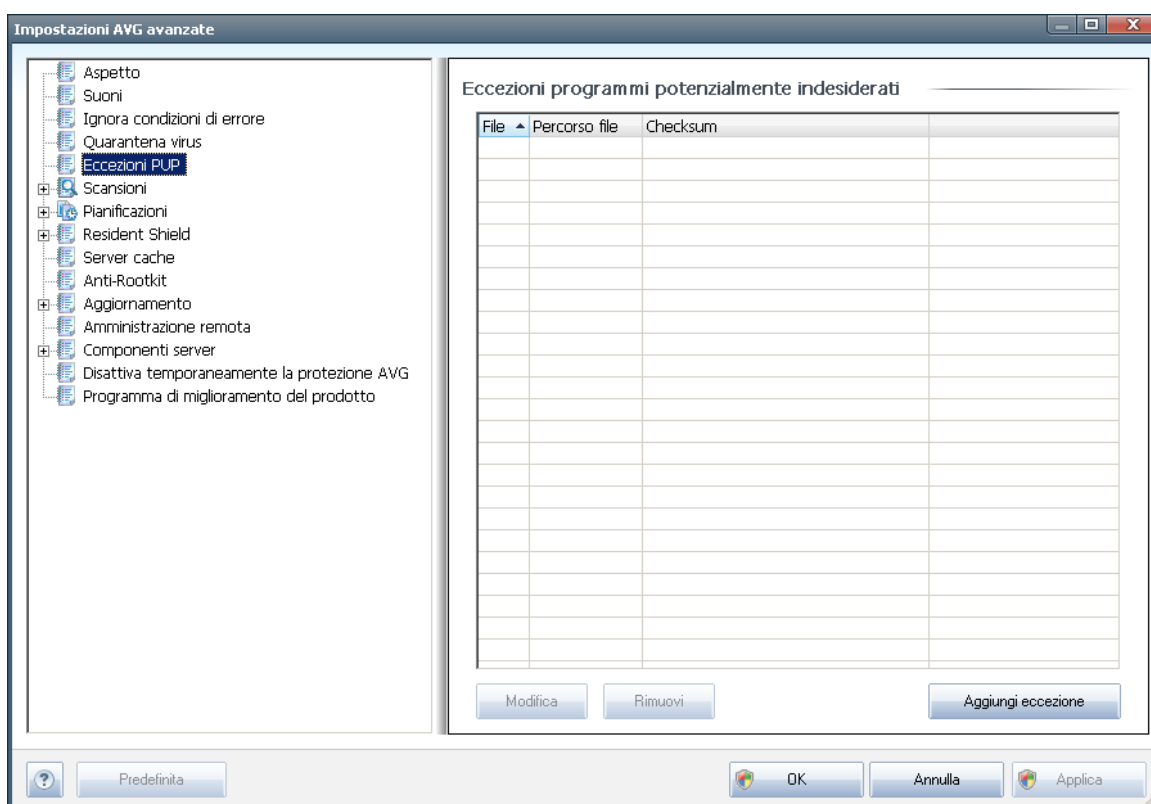 Impostazioni AVG avanzate
Aspetto
Suoni
Ignora condizioni di errore
Quarantena virus
Eccezioni PUP
Scansioni
Pianificazioni
Resident Shield
Server cache
Anti-Rootkit
Aggiornamento
Amministrazione remota
Componenti server
Disattiva temporaneamente la protezione AVG
Programma di miglioramento del prodotto
Eccezioni programmi potenzialmente indesiderati
File Percorso file Checksum
Modifica Rimuovi Aggiungi eccezione
? Predefinita OK Annulla Applica